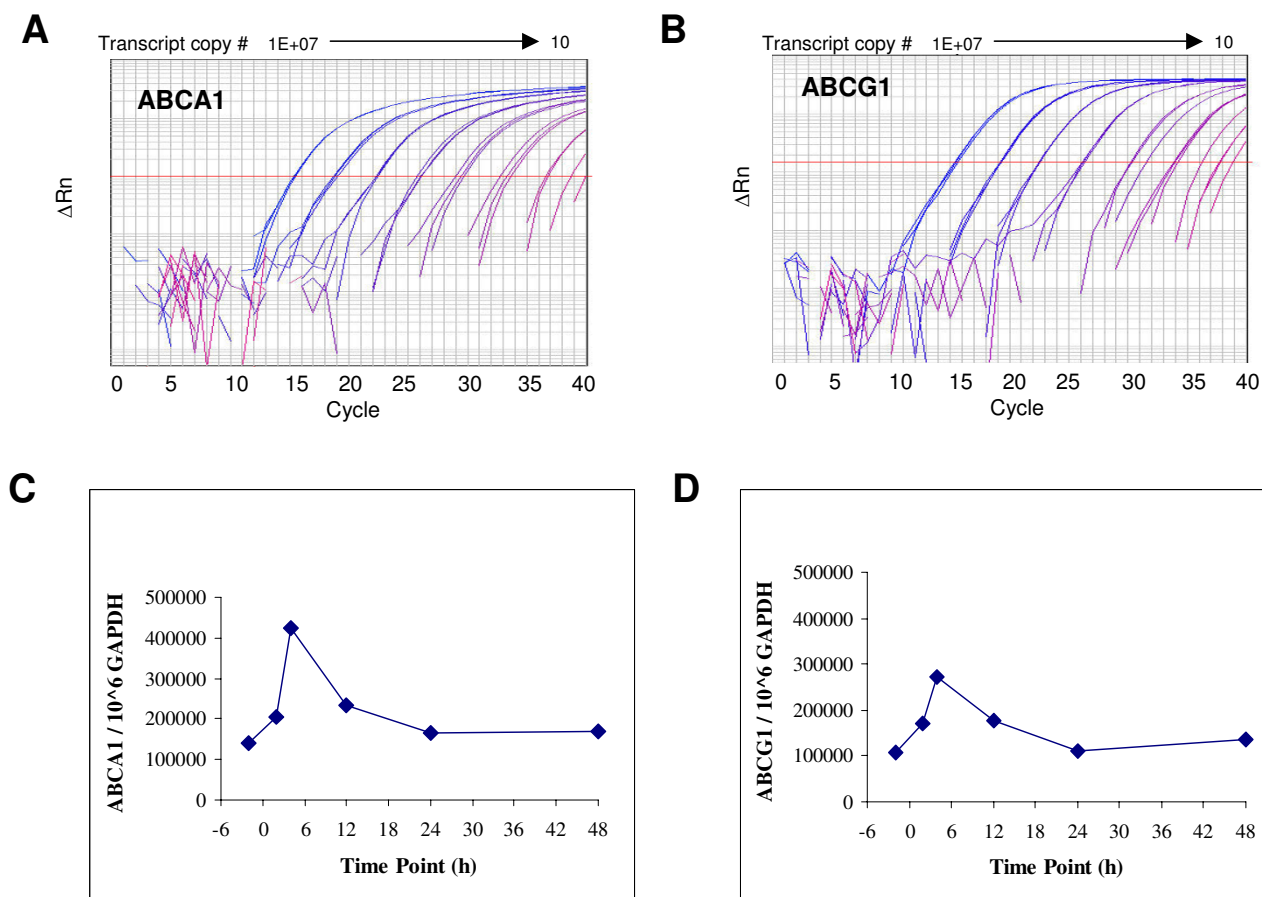 A
Transcript copy # 1E+07 10
ABCA1
ΔRn
0 5 10 15 20 25 30 35 40
Cycle
B
Transcript copy # 1E+07 10
ABCG1
ΔRn
0 5 10 15 20 25 30 35 40
Cycle
C
ABCA1 / 10^6 GAPDH
500000
400000
300000
200000
100000
0
-6 0 6 12 24 30 36 42 48
Time Point (h)
D
ABCG1 / 10^6 GAPDH
500000
400000
300000
200000
100000
0
-6 0 6 12 18 24 30 36 42 48
Time Point (h)